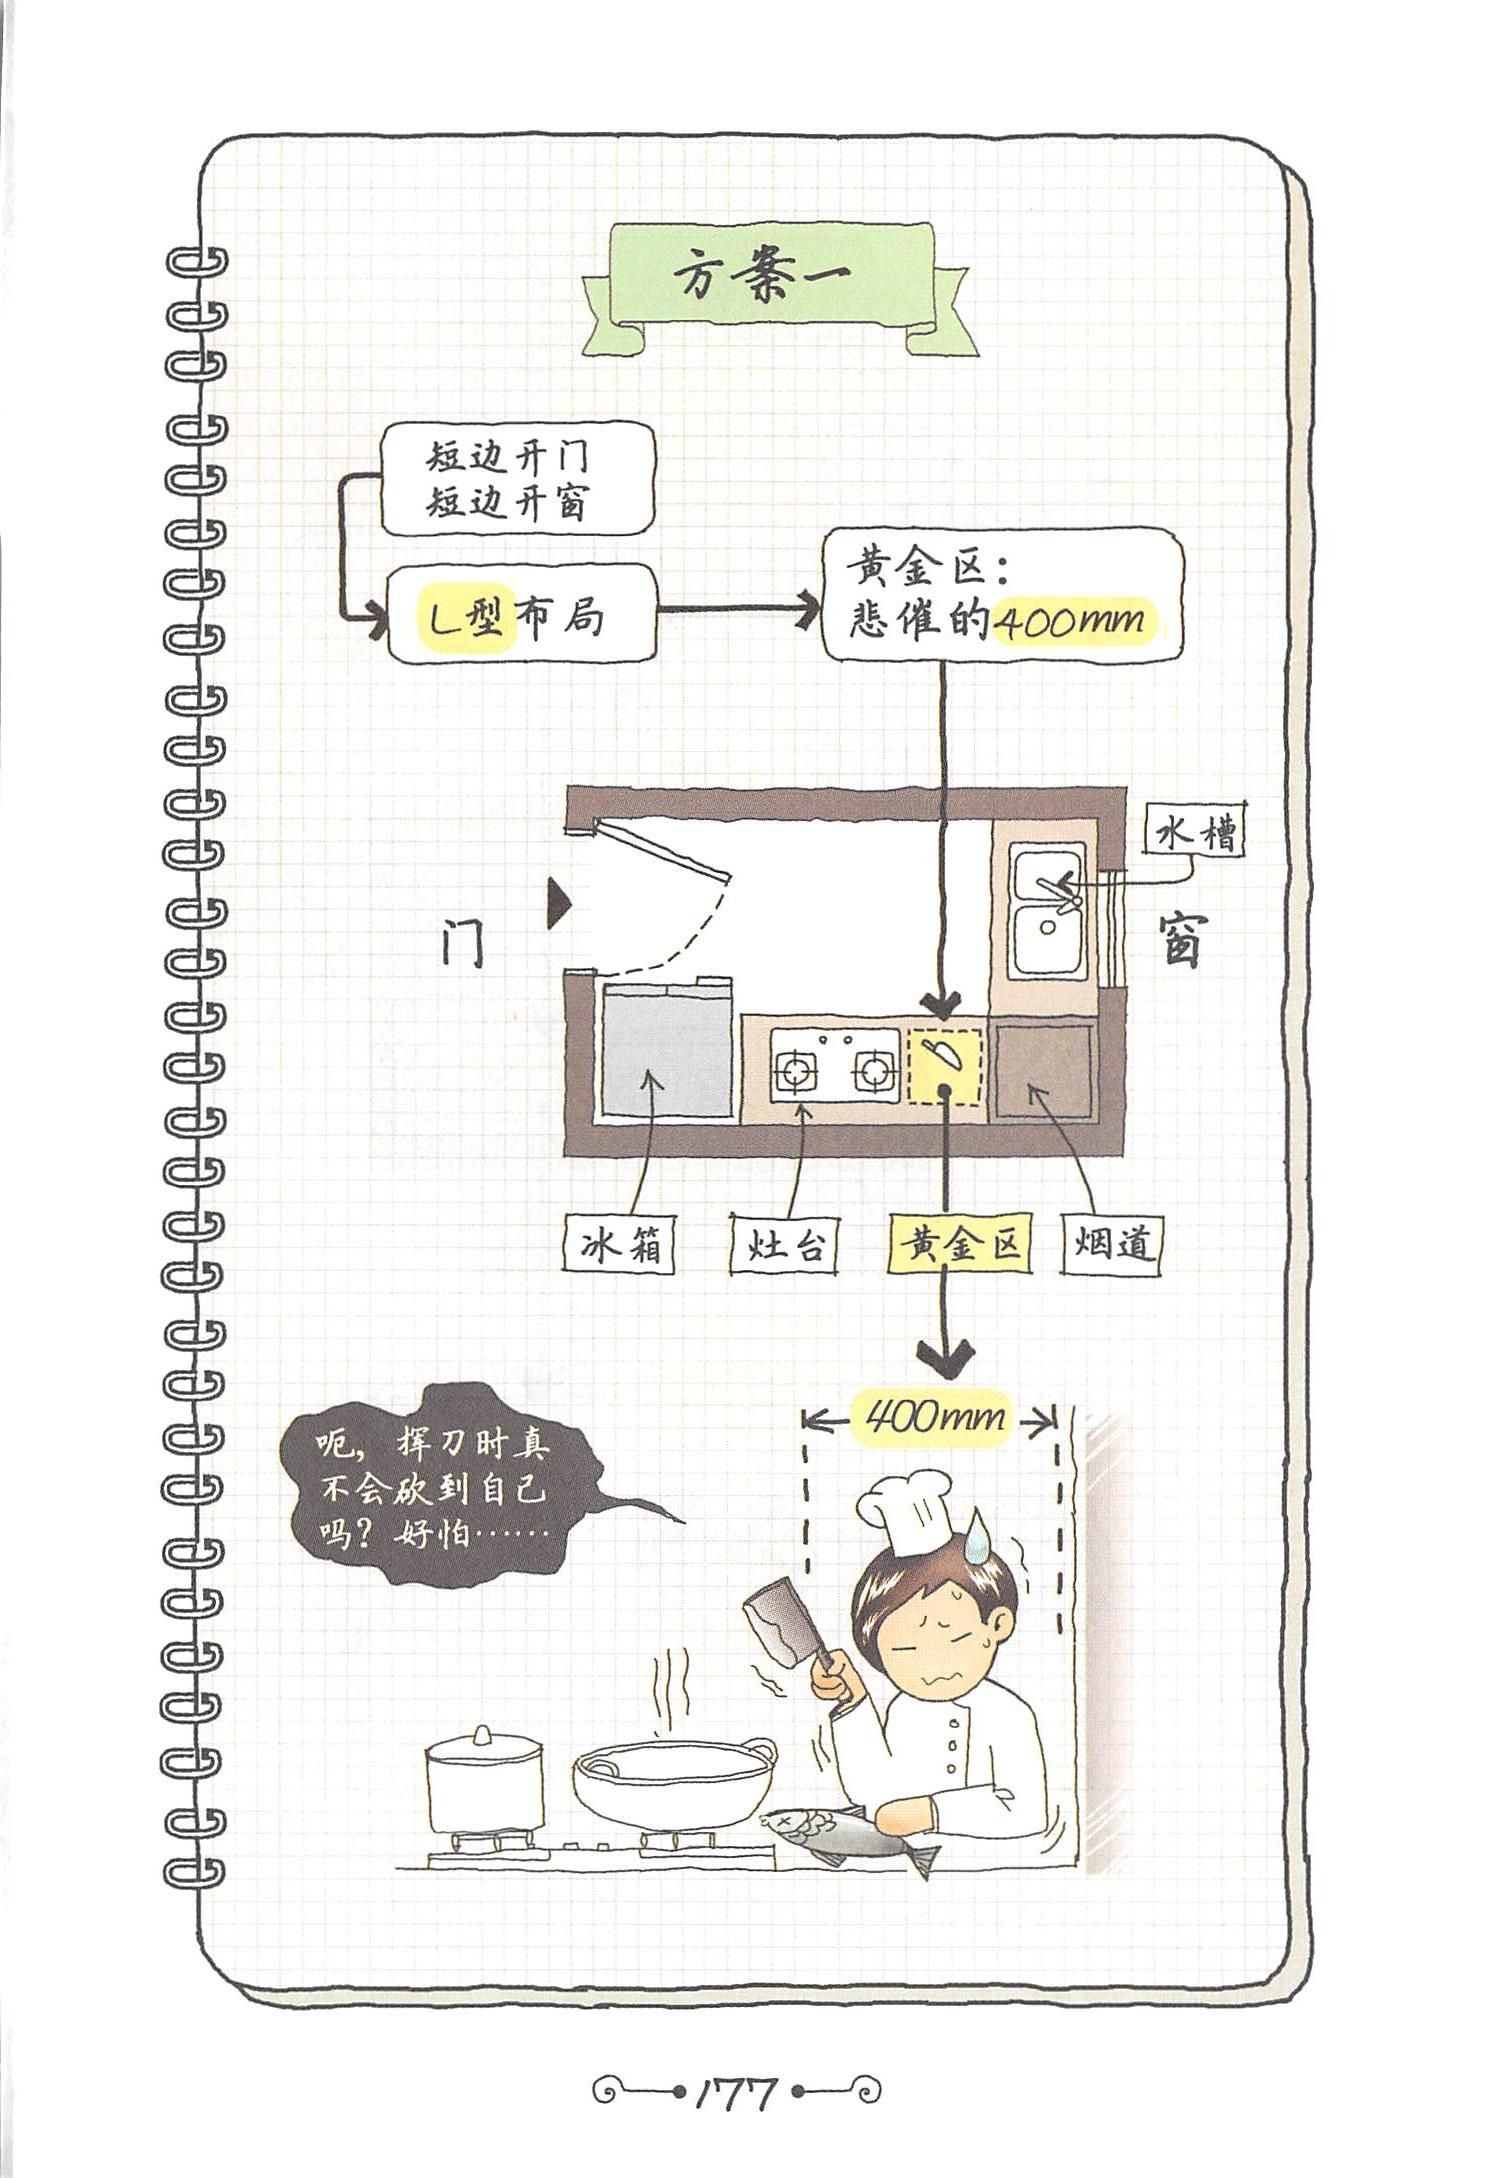 方案一
短边开门
短边开窗
L型布局
黄金区：
悲催的400mm
水槽
门
窗
冰箱
灶台
黄金区
烟道
400mm
呃，挥刀时真
不会砍到自己
吗？好怕……
177